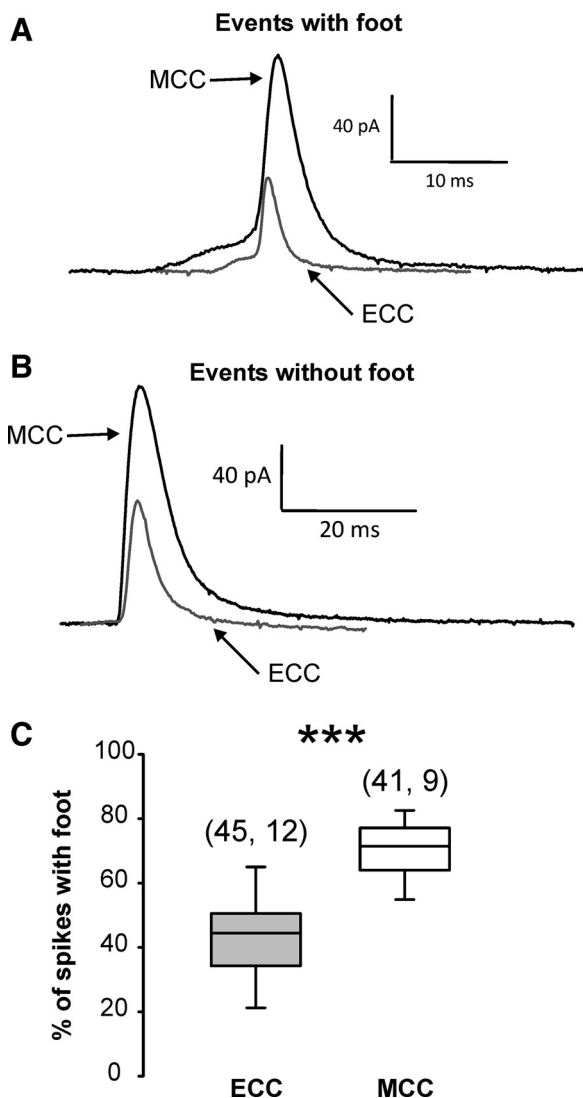 A
Events with foot
MCC
40 pA
10 ms
ECC
B
Events without foot
MCC
40 pA
20 ms
ECC
C
***
100
(41, 9)
80
(45, 12)
60
40
20
0
% of spikes with foot
ECC
MCC